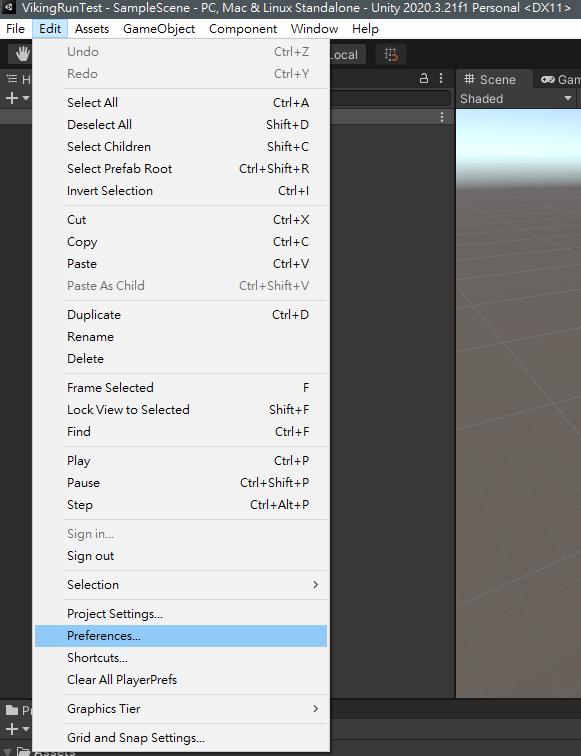 VikingRunTest - SampleScene - PC, Mac & Linux Standalone - Unity 2020.3.21f1 Personal <DX11>
File Edit Assets GameObject Component Window Help
Local
H
Scene
Gam
Shaded
Undo Ctrl+Z
Redo Ctrl+Y
Select All Ctrl+A
Deselect All Shift+D
Select Children Shift+C
Select Prefab Root Ctrl+Shift+R
Invert Selection Ctrl+I
Cut Ctrl+X
Copy Ctrl+C
Paste Ctrl+V
Paste As Child Ctrl+Shift+V
Duplicate Ctrl+D
Rename
Delete
Frame Selected F
Lock View to Selected Shift+F
Find Ctrl+F
Play Ctrl+P
Pause Ctrl+Shift+P
Step Ctrl+Alt+P
Sign in...
Sign out
Selection >
Project Settings...
Preferences...
Shortcuts...
Clear All PlayerPrefs
Graphics Tier >
Grid and Snap Settings...
Assets